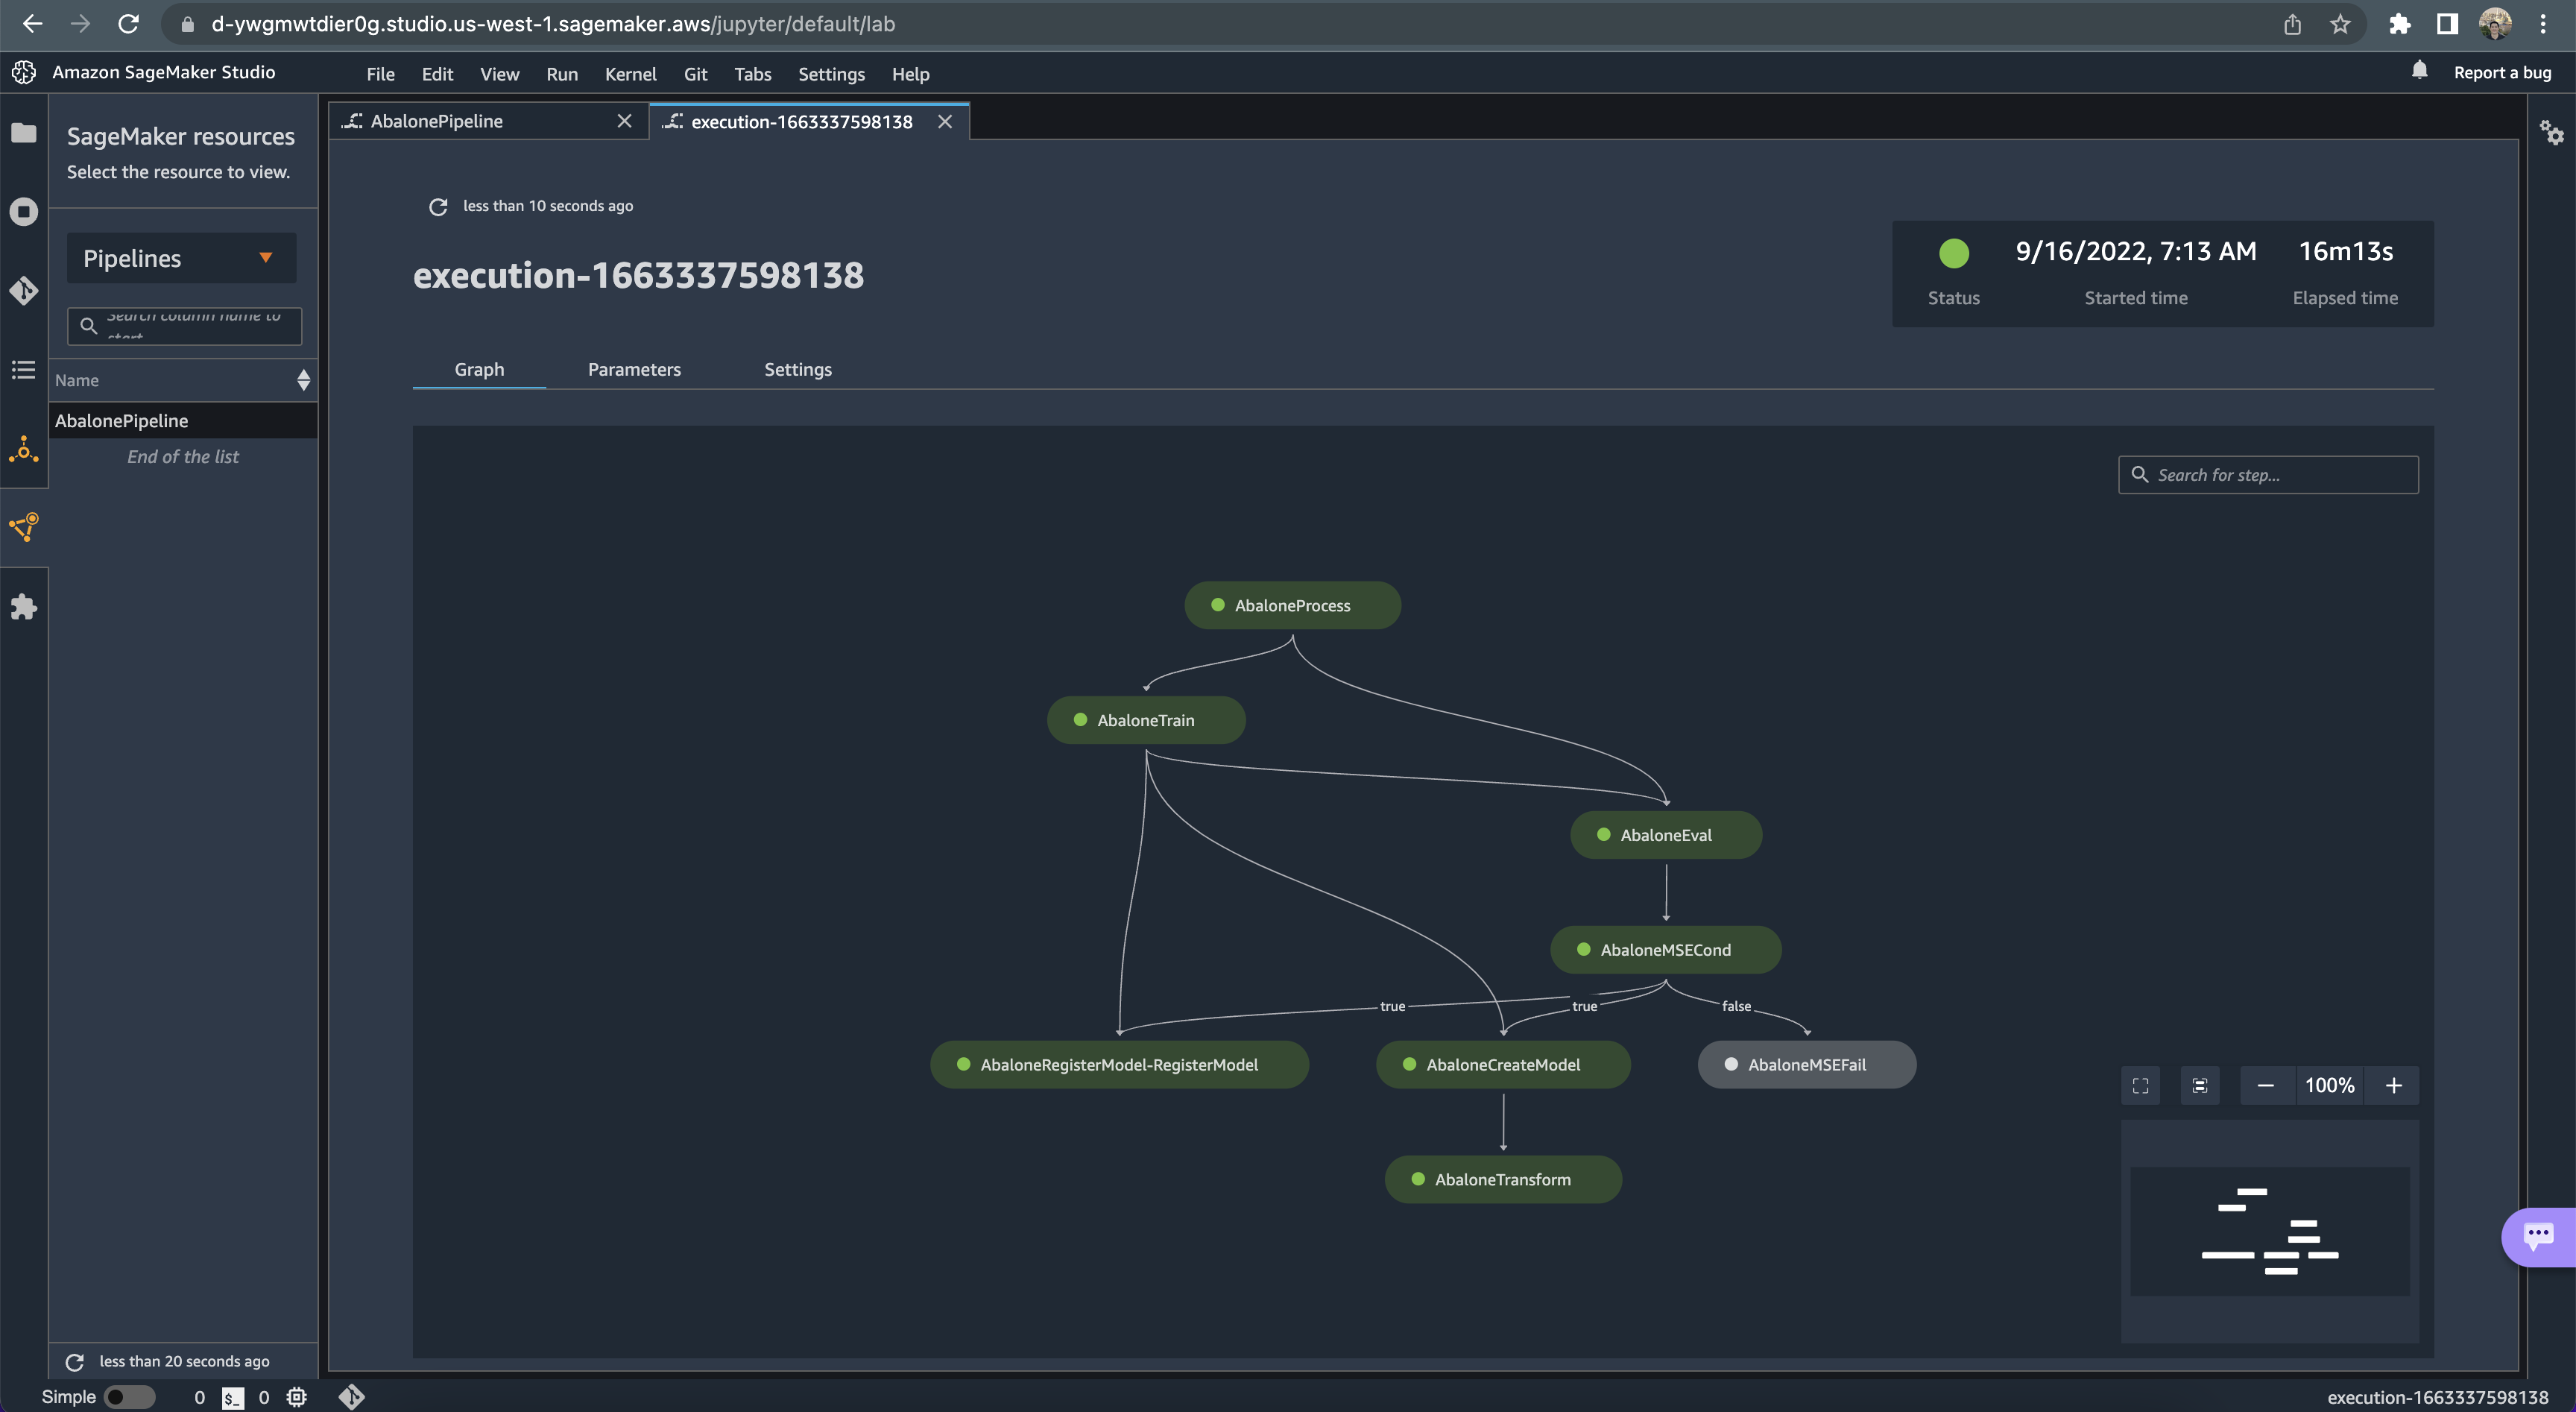 d-ywgmwtdier0g.studio.us-west-1.sagemaker.aws/jupyter/default/lab
Amazon SageMaker Studio
File Edit View Run Kernel Git Tabs Settings Help
Report a bug
SageMaker resources
Select the resource to view.
Pipelines
Search column name to
start
Name
AbalonePipeline
End of the list
less than 20 seconds ago
AbalonePipeline
execution-1663337598138
less than 10 seconds ago
execution-1663337598138
9/16/2022, 7:13 AM 16m13s
Status Started time Elapsed time
Graph Parameters Settings
Search for step...
AbaloneProcess
AbaloneTrain
AbaloneEval
AbaloneMSECond
true true false
AbaloneRegisterModel-RegisterModel AbaloneCreateModel AbaloneMSEFail
100%
AbaloneTransform
Simple 0 $_ 0
execution-1663337598138